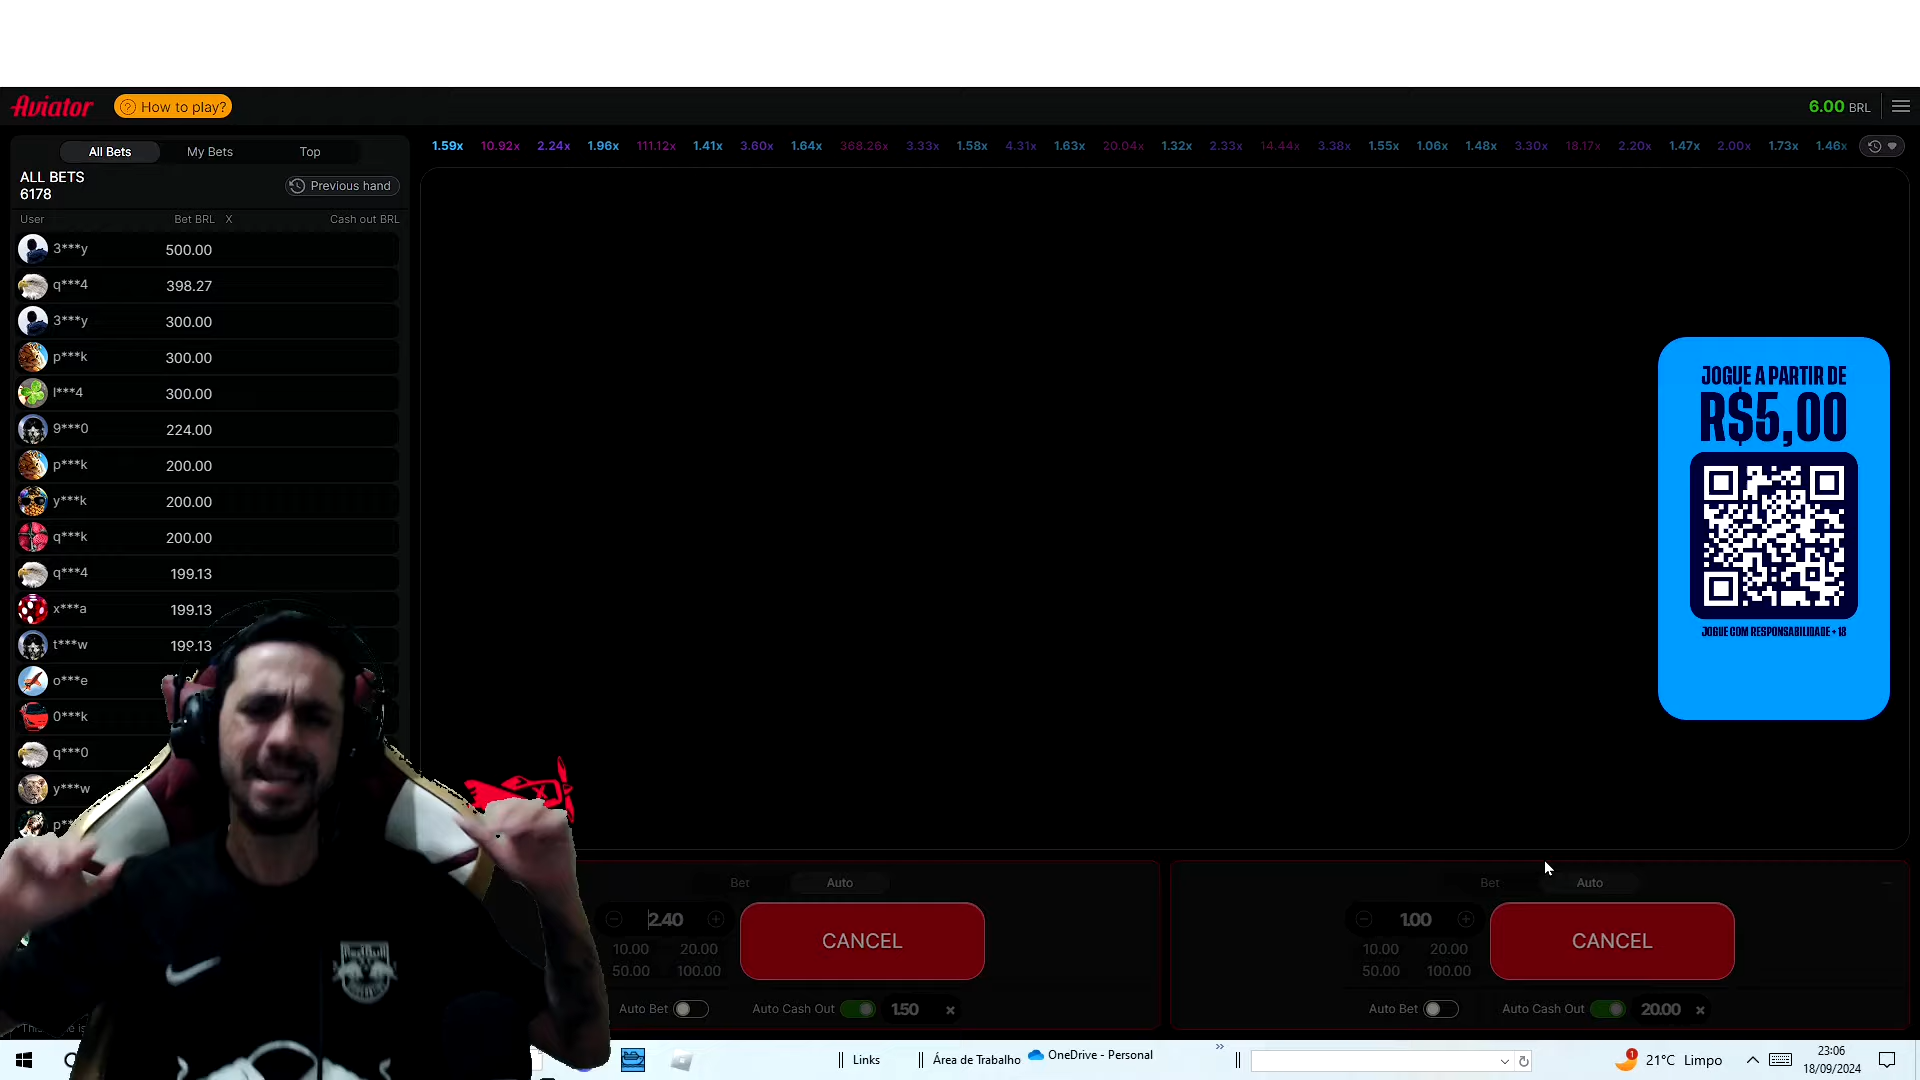 Aviator
? How to play?
6.00 BRL
All Bets My Bets Top
1.59x 10.92x 2.24x 1.96x 111.12x 1.41x 3.60x 1.64x 368.26x 3.33x 1.58x 4.31x 1.63x 20.04x 1.32x 2.33x 14.44x 3.38x 1.55x 1.06x 1.48x 3.30x 18.17x 2.20x 1.47x 2.00x 1.73x 1.46x
ALL BETS
6178
Previous hand
User Bet BRL X Cash out BRL
3***y 500.00
q***4 398.27
3***y 300.00
p***k 300.00
l***4 300.00
9***0 224.00
p***k 200.00
y***k 200.00
q***k 200.00
q***4 199.13
x***a 199.13
t***w 199.13
o***e
0***k
q***0
y***w
JOGUE A PARTIR DE
R$5,00
JOGUE COM RESPONSABILIDADE + 18
Bet Auto
2.40
10.00 20.00
50.00 100.00
CANCEL
Auto Bet Auto Cash Out 1.50 x
Bet Auto
1.00
10.00 20.00
50.00 100.00
CANCEL
Auto Bet Auto Cash Out 20.00 x
Links
Área de Trabalho
OneDrive - Personal
1
21°C Limpo
23:06
18/09/2024